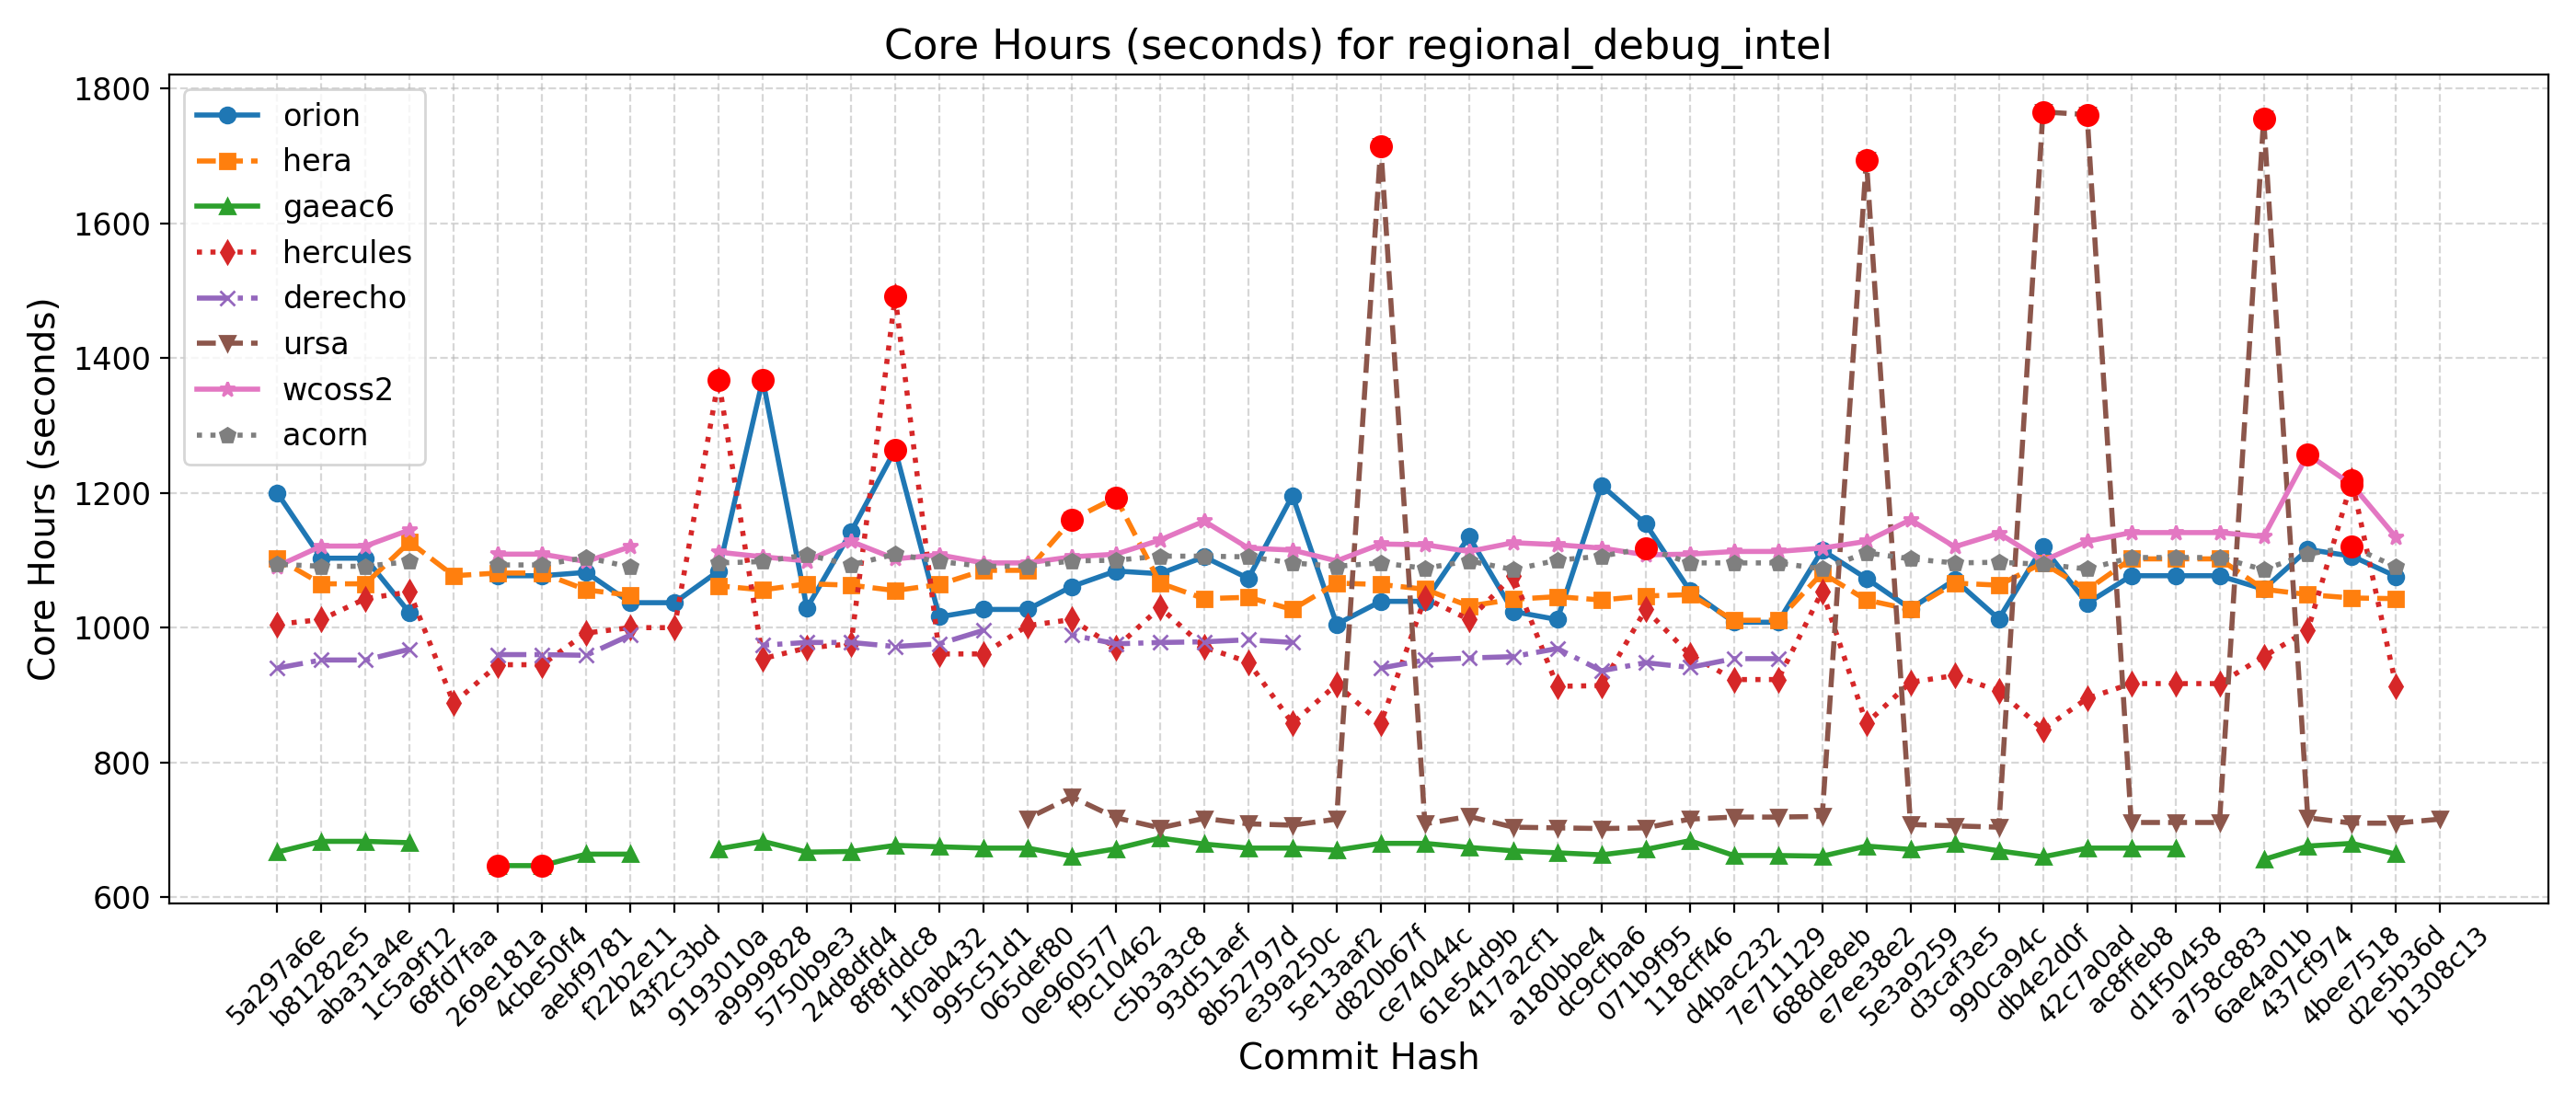 Core Hours (seconds) for regional_debug_intel
Core Hours (seconds)
1800
1600
1400
1200
1000
800
600
orion
hera
gaeac6
hercules
derecho
ursa
wcoss2
acorn
5a297a6e
b81282e5
aba31a4e
1c5a9f12
68fd7faa
269e181a
4cbe50f4
aebf9781
f22b2e11
43f2c3bd
9193010a
a9999828
5750b9e3
24d8dfd4
8f8fddc8
1f0ab432
995c51d1
065def80
0e960577
f9c10462
c5b3a3c8
93d51aef
8b52797d
e39a250c
5e13aaf2
d820b67f
ce74044c
61e54d9b
417a2cf1
a180bbe4
dc9cfba6
071b9f95
118cff46
d4bac232
7e711129
688de8eb
e7ee38e2
5e3a9259
d3caf3e5
990ca94c
db4e2d0f
42c7a0ad
ac8ffeb8
d1f50458
a758c883
6ae4a01b
437cf974
4bee7518
d2e5b36d
b1308c13
Commit Hash